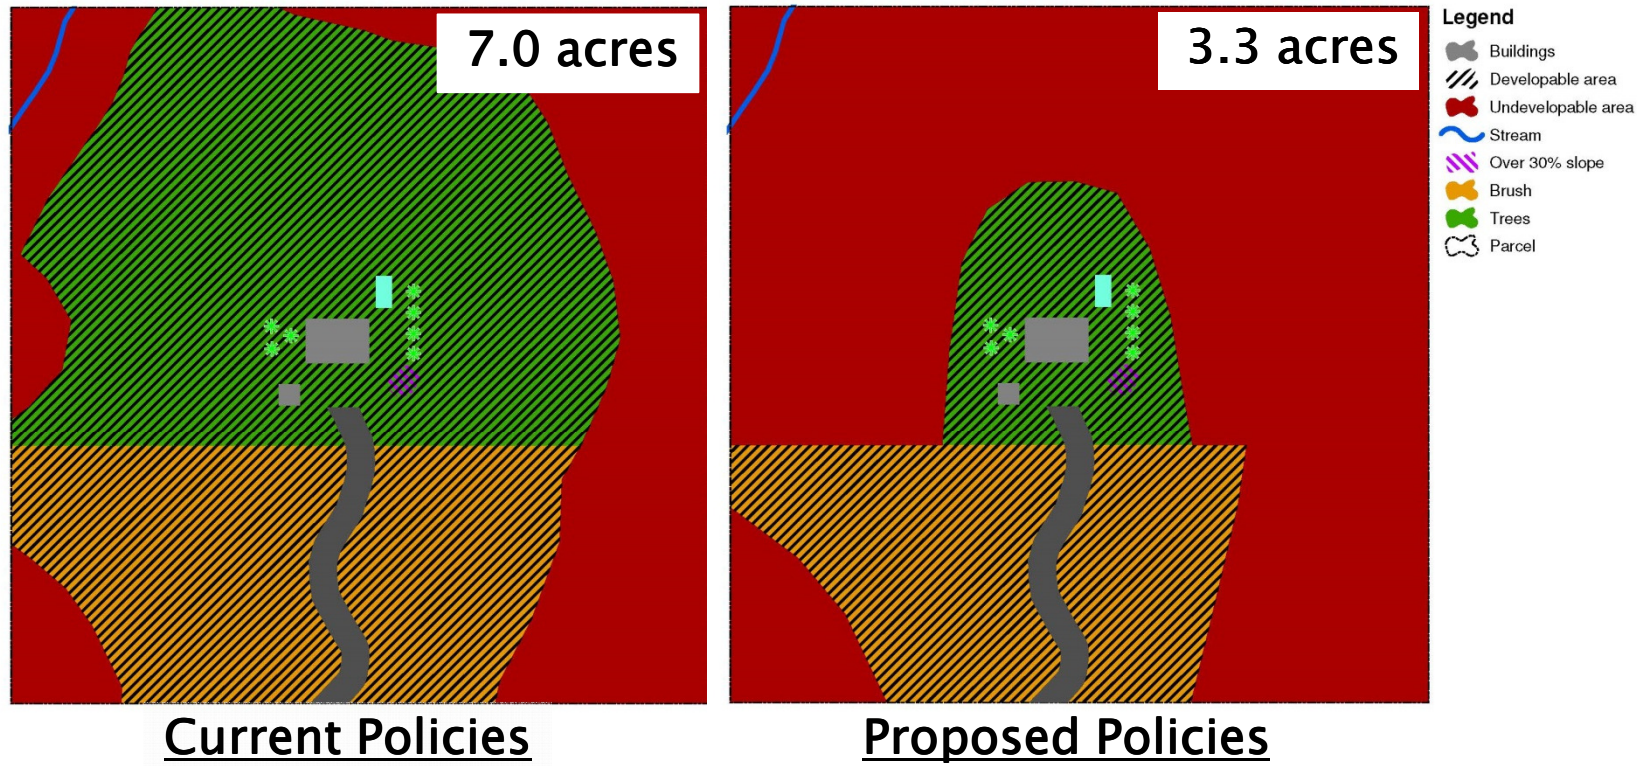 7.0 acres
3.3 acres
Legend
Buildings
Developable area
Undevelopable area
Stream
Over 30% slope
Brush
Trees
Parcel
Current Policies
Proposed Policies